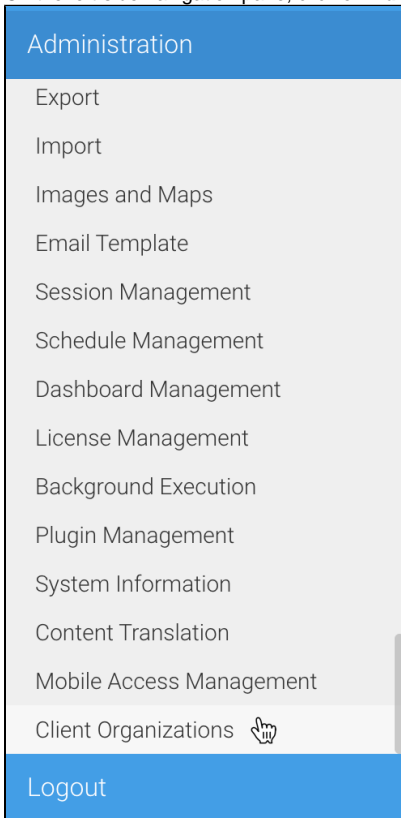 Administration
Export
Import
Images and Maps
Email Template
Session Management
Schedule Management
Dashboard Management
License Management
Background Execution
Plugin Management
System Information
Content Translation
Mobile Access Management
Client Organizations
Logout